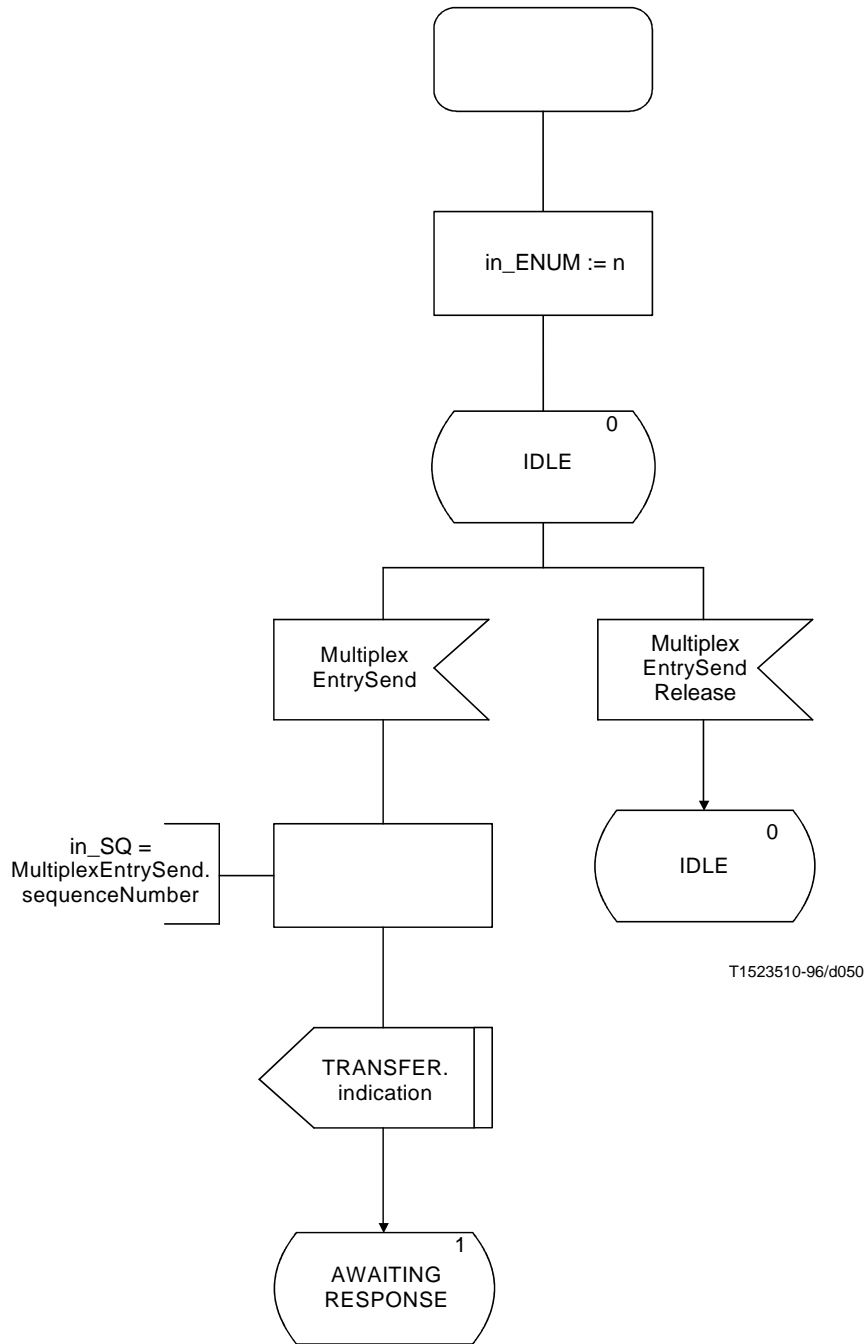 in_ENUM := n
0
IDLE
Multiplex
EntrySend
Multiplex
EntrySend
Release
in_SQ =
MultiplexEntrySend.
sequenceNumber
0
IDLE
T1523510-96/d050
TRANSFER.
indication
1
AWAITING
RESPONSE